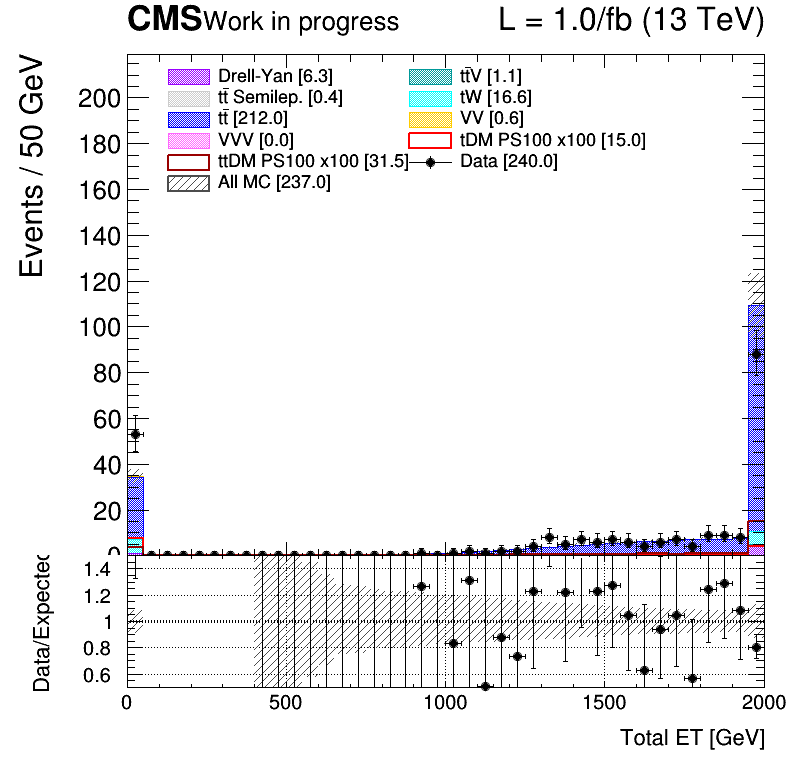 CMS Work in progress L = 1.0/fb (13 TeV)
Events / 50 GeV
Drell-Yan [6.3] tt̄V [1.1]
tt̄ Semilep. [0.4] tW [16.6]
tt̄ [212.0] VV [0.6]
VVV [0.0] tDM PS100 x100 [15.0]
ttDM PS100 x100 [31.5] Data [240.0]
All MC [237.0]
200
180
160
140
120
100
80
60
40
20
0
Data/Expected
1.4
1.2
1
0.8
0.6
0 500 1000 1500 2000
Total ET [GeV]